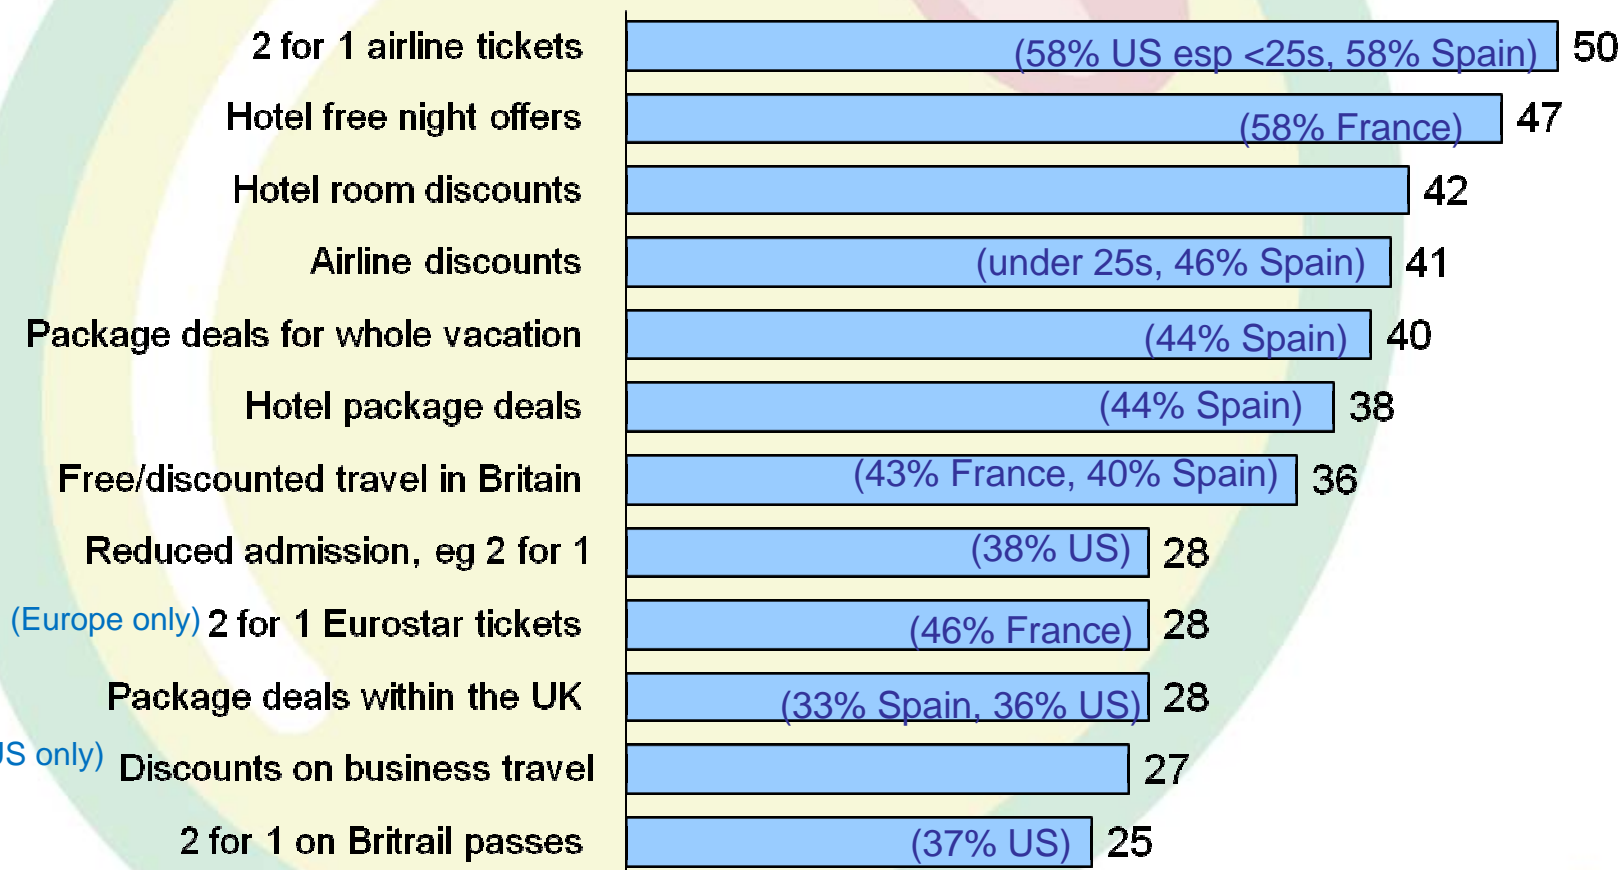 2 for 1 airline tickets (58% US esp <25s, 58% Spain) 50
Hotel free night offers (58% France) 47
Hotel room discounts 42
Airline discounts (under 25s, 46% Spain) 41
Package deals for whole vacation (44% Spain) 40
Hotel package deals (44% Spain) 38
Free/discounted travel in Britain (43% France, 40% Spain) 36
Reduced admission, eg 2 for 1 (38% US) 28
(Europe only) 2 for 1 Eurostar tickets (46% France) 28
Package deals within the UK (33% Spain, 36% US) 28
S only) Discounts on business travel 27
2 for 1 on Britrail passes (37% US) 25